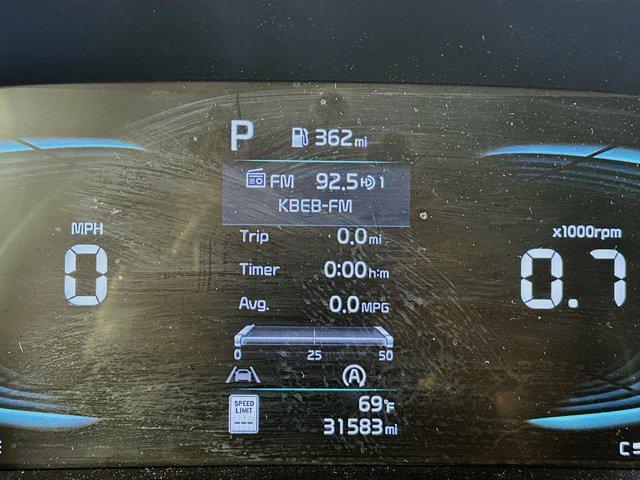 P 362mi
FM 92.5 HD 1
KBEB-FM
MPH
0
Trip 0.0mi
Timer 0:00h:m
Avg. 0.0MPG
0 25 50
x1000rpm
0.7
A
SPEED LIMIT ---
69°F
31583mi
E
C